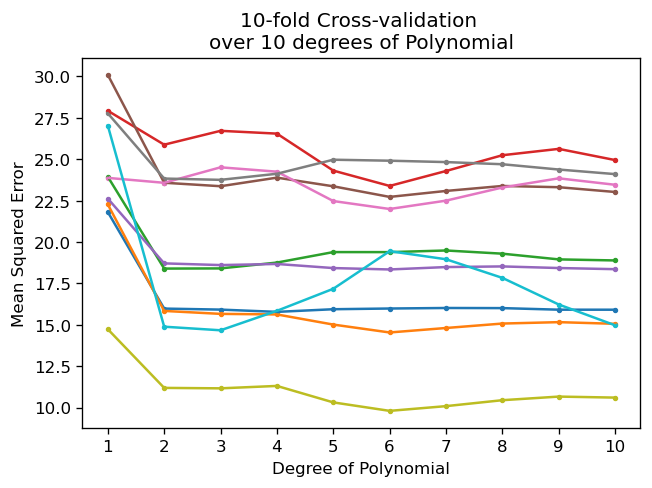 10-fold Cross-validation
over 10 degrees of Polynomial
Mean Squared Error
30.0
27.5
25.0
22.5
20.0
17.5
15.0
12.5
10.0
1 2 3 4 5 6 7 8 9 10
Degree of Polynomial